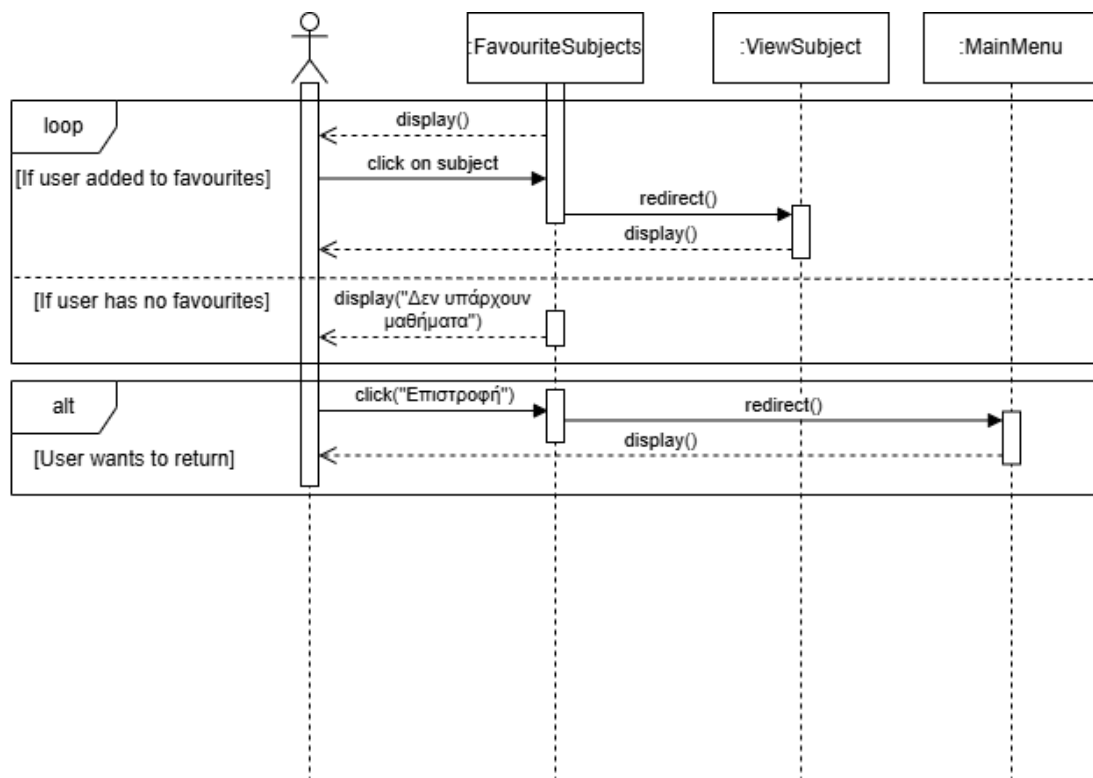 :FavouriteSubjects
:ViewSubject
:MainMenu
loop
display()
click on subject
[If user added to favourites]
redirect()
display()
[If user has no favourites]
display("Δεν υπάρχουν
μαθήματα")
alt
click("Επιστροφή")
redirect()
display()
[User wants to return]